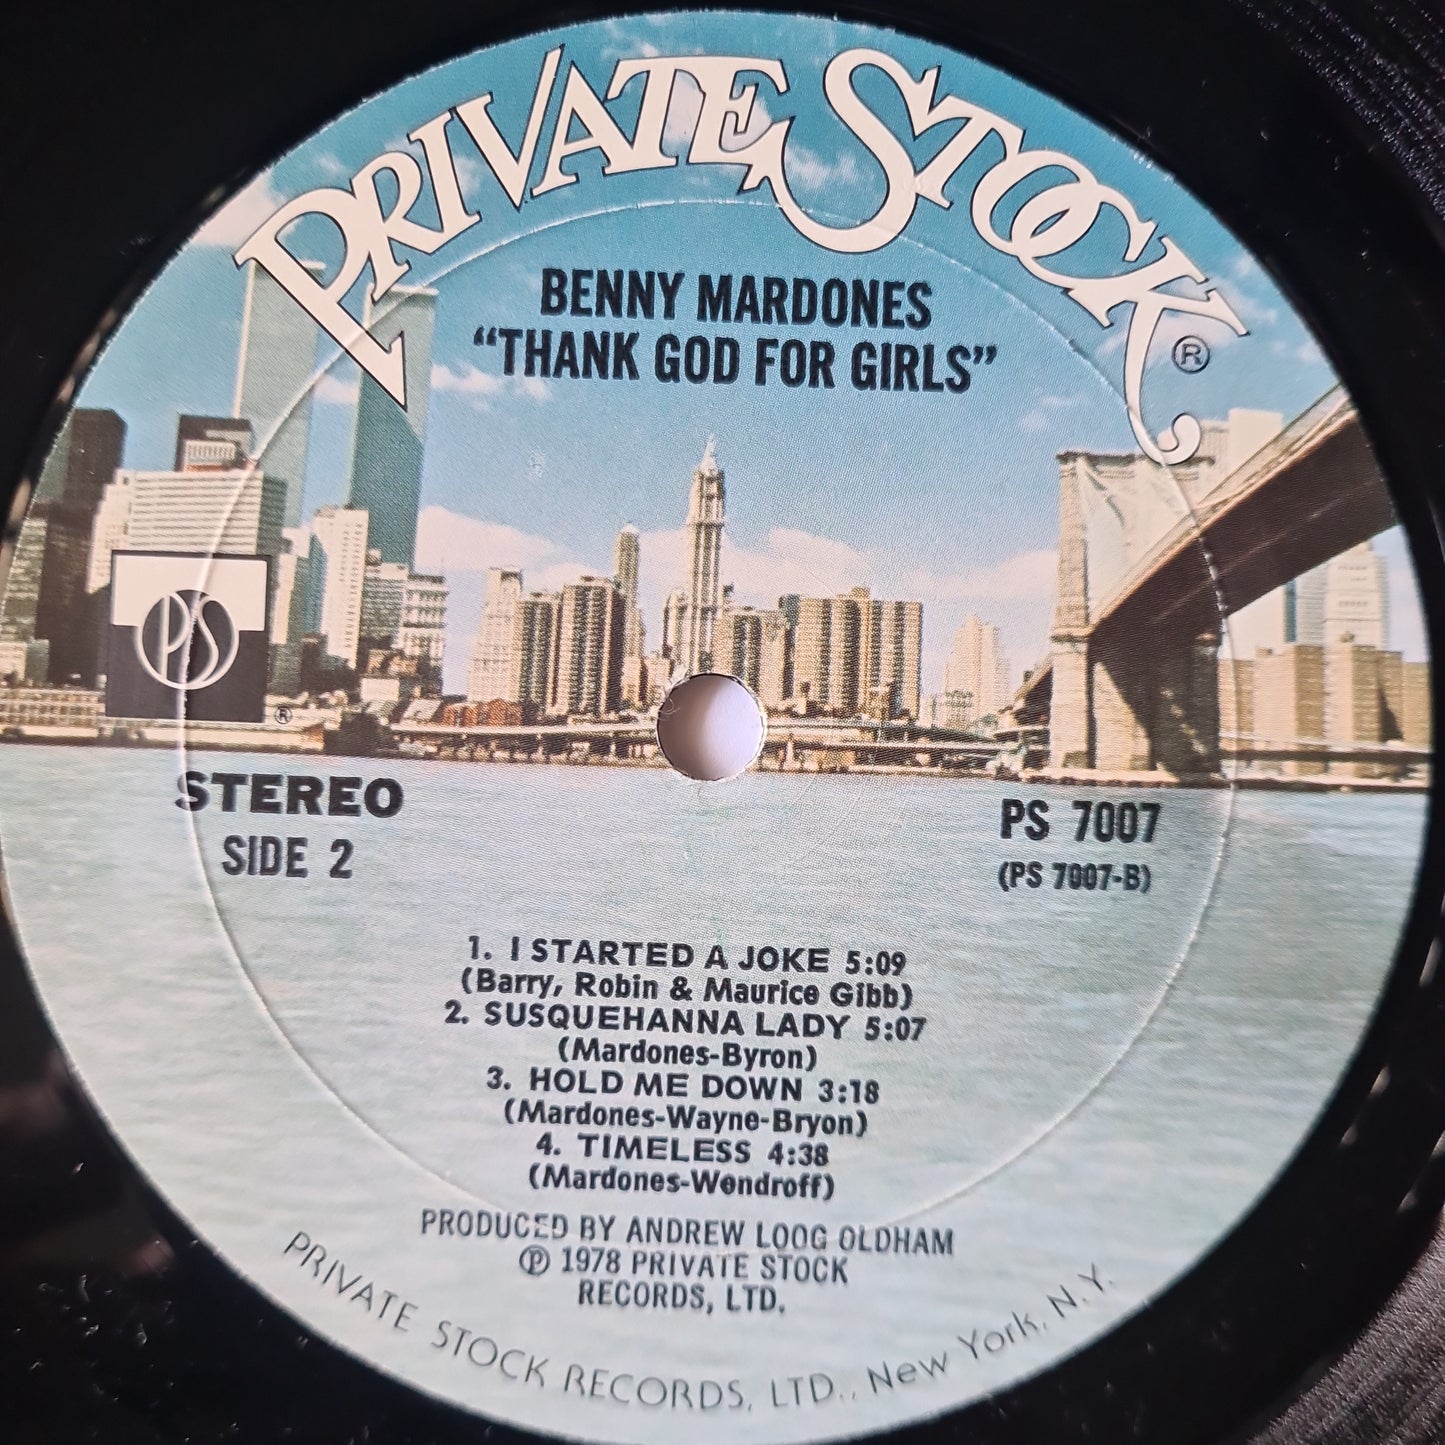 PRIVATE STOCK ®
BENNY MARDONES
“THANK GOD FOR GIRLS”
PS ®
STEREO
SIDE 2
PS 7007
(PS 7007-B)
1. I STARTED A JOKE 5:09
(Barry, Robin & Maurice Gibb)
2. SUSQUEHANNA LADY 5:07
(Mardones-Byron)
3. HOLD ME DOWN 3:18
(Mardones-Wayne-Bryon)
4. TIMELESS 4:38
(Mardones-Wendroff)
PRODUCED BY ANDREW LOOG OLDHAM
℗ 1978 PRIVATE STOCK
RECORDS, LTD.
PRIVATE STOCK RECORDS, LTD., New York, N.Y.